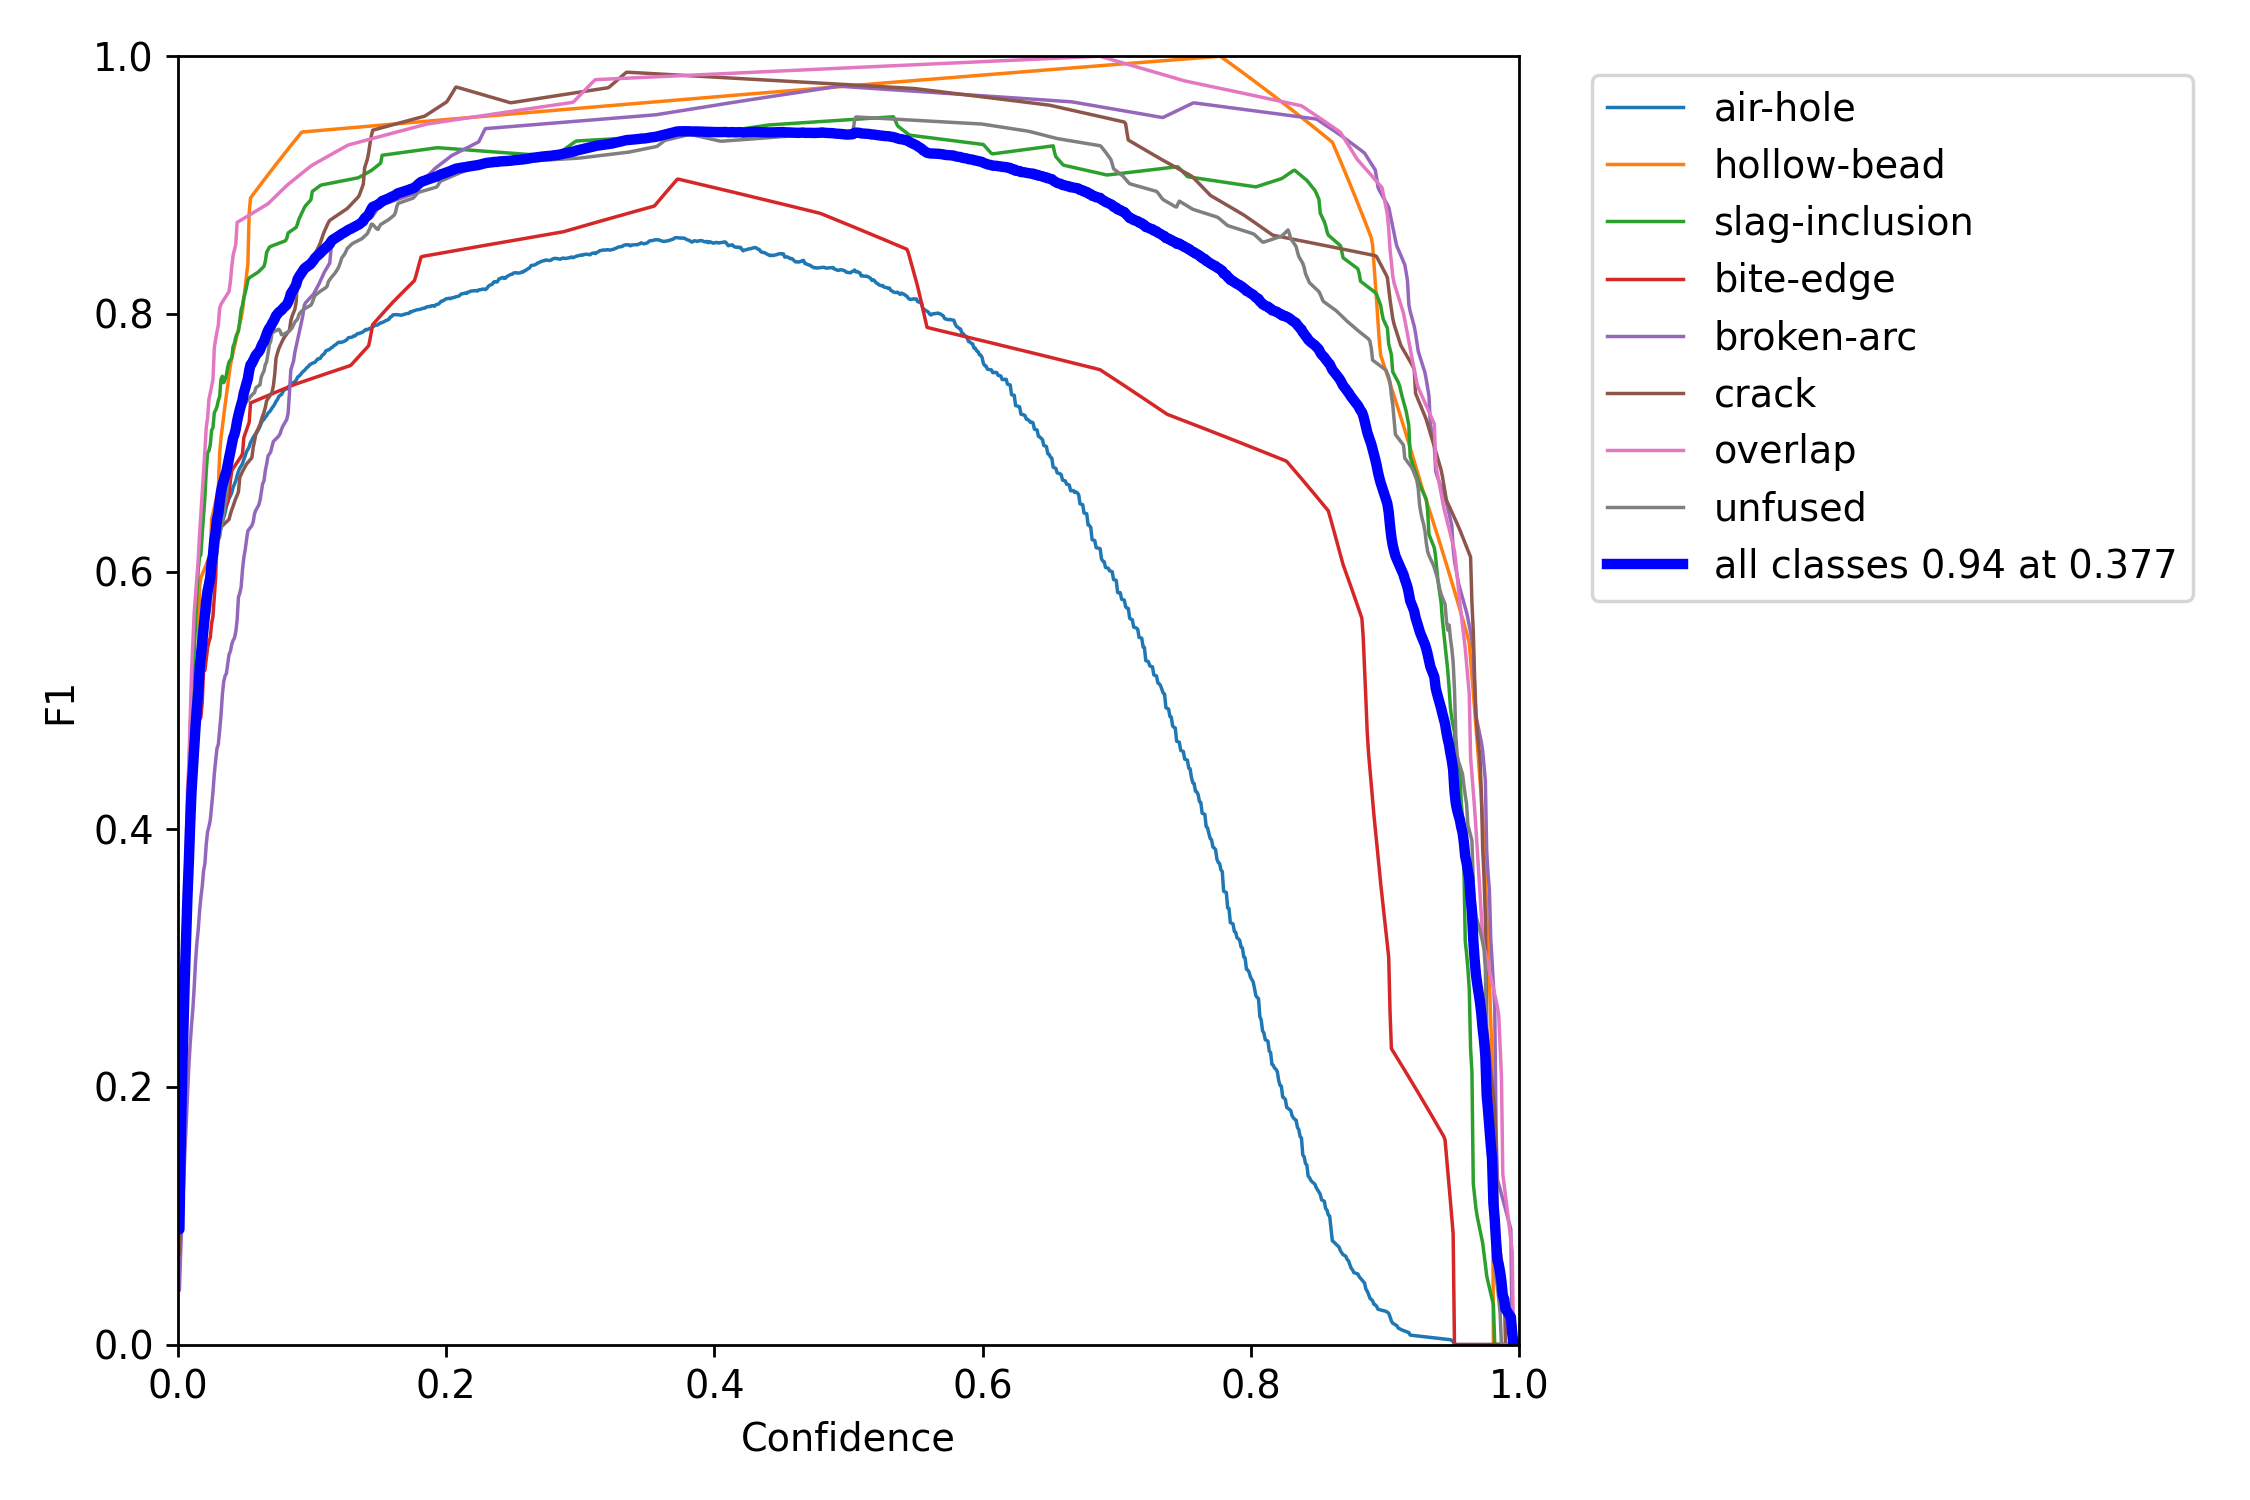 1.0
0.8
0.6
0.4
0.2
0.0
F1
0.0 0.2 0.4 0.6 0.8 1.0
Confidence
air-hole
hollow-bead
slag-inclusion
bite-edge
broken-arc
crack
overlap
unfused
all classes 0.94 at 0.377